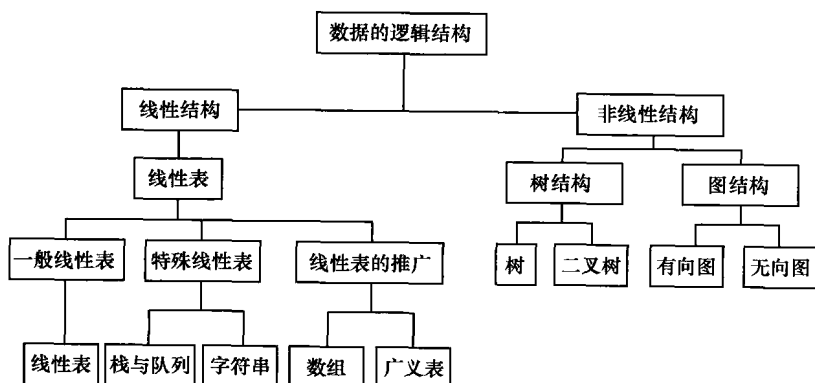 数据的逻辑结构
线性结构
非线性结构
线性表
树结构
图结构
一般线性表
特殊线性表
线性表的推广
树
二叉树
有向图
无向图
线性表
栈与队列
字符串
数组
广义表